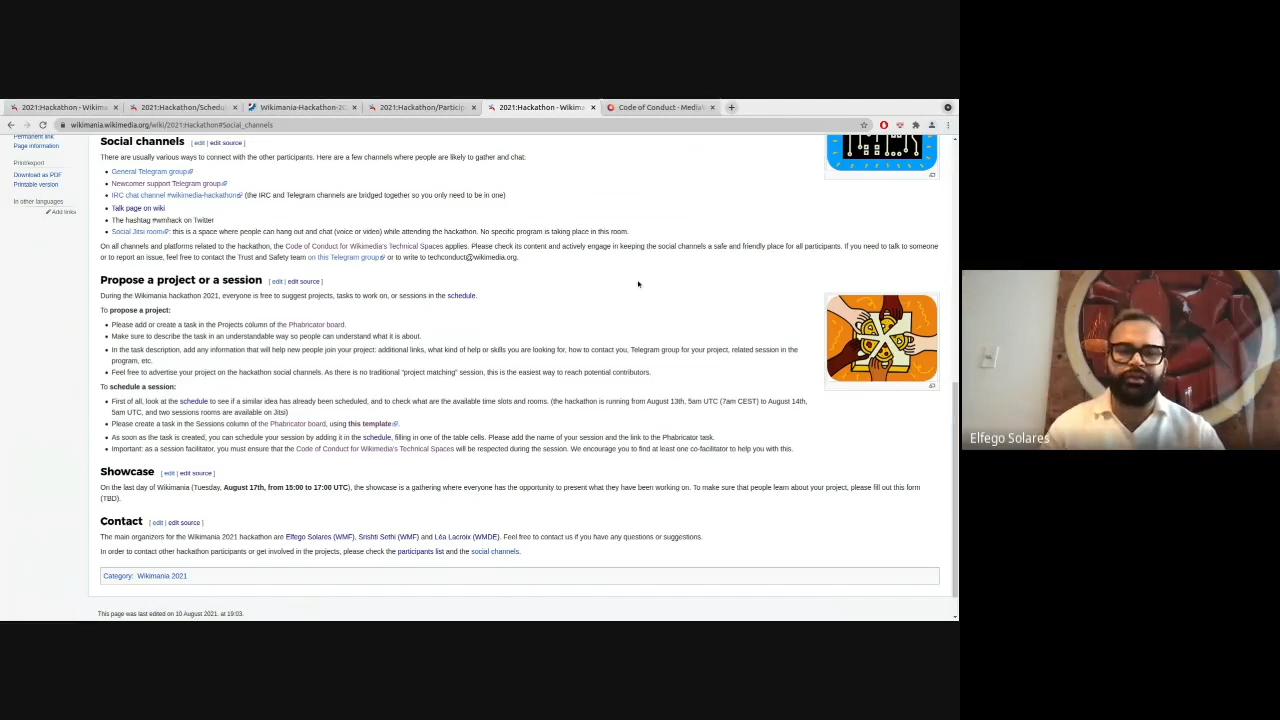 2021:Hackathon - Wikima
2021:Hackathon/Schedu
Wikimania-Hackathon-20
2021:Hackathon/Particip
2021:Hackathon - Wikima
Code of Conduct - MediaW
wikimania.wikimedia.org/wiki/2021:Hackathon#Social_channels
Permanent link
Page information
Print/export
Download as PDF
Printable version
In other languages
Add links
Social channels [ edit | edit source ]
There are usually various ways to connect with the other participants. Here are a few channels where people are likely to gather and chat:
General Telegram group
Newcomer support Telegram group
IRC chat channel #wikimedia-hackathon (the IRC and Telegram channels are bridged together so you only need to be in one)
Talk page on wiki
The hashtag #wmhack on Twitter
Social Jitsi room: this is a space where people can hang out and chat (voice or video) while attending the hackathon. No specific program is taking place in this room.
On all channels and platforms related to the hackathon, the Code of Conduct for Wikimedia's Technical Spaces applies. Please check its content and actively engage in keeping the social channels a safe and friendly place for all participants. If you need to talk to someone
or to report an issue, feel free to contact the Trust and Safety team on this Telegram group or to write to techconduct@wikimedia.org.
Propose a project or a session [ edit | edit source ]
During the Wikimania hackathon 2021, everyone is free to suggest projects, tasks to work on, or sessions in the schedule.
To propose a project:
Please add or create a task in the Projects column of the Phabricator board.
Make sure to describe the task in an understandable way so people can understand what it is about.
In the task description, add any information that will help new people join your project: additional links, what kind of help or skills you are looking for, how to contact you, Telegram group for your project, related session in the
program, etc.
Feel free to advertise your project on the hackathon social channels. As there is no traditional "project matching" session, this is the easiest way to reach potential contributors.
To schedule a session:
First of all, look at the schedule to see if a similar idea has already been scheduled, and to check what are the available time slots and rooms. (the hackathon is running from August 13th, 5am UTC (7am CEST) to August 14th,
5am UTC, and two sessions rooms are available on Jitsi)
Please create a task in the Sessions column of the Phabricator board, using this template.
As soon as the task is created, you can schedule your session by adding it in the schedule, filling in one of the table cells. Please add the name of your session and the link to the Phabricator task.
Important: as a session facilitator, you must ensure that the Code of Conduct for Wikimedia's Technical Spaces will be respected during the session. We encourage you to find at least one co-facilitator to help you with this.
Showcase [ edit | edit source ]
On the last day of Wikimania (Tuesday, August 17th, from 15:00 to 17:00 UTC), the showcase is a gathering where everyone has the opportunity to present what they have been working on. To make sure that people learn about your project, please fill out this form
(TBD).
Contact [ edit | edit source ]
The main organizers for the Wikimania 2021 hackathon are Elfego Solares (WMF), Srishti Sethi (WMF) and Léa Lacroix (WMDE). Feel free to contact us if you have any questions or suggestions.
In order to contact other hackathon participants or get involved in the projects, please check the participants list and the social channels.
Category: Wikimania 2021
This page was last edited on 10 August 2021, at 19:03.
Elfego Solares